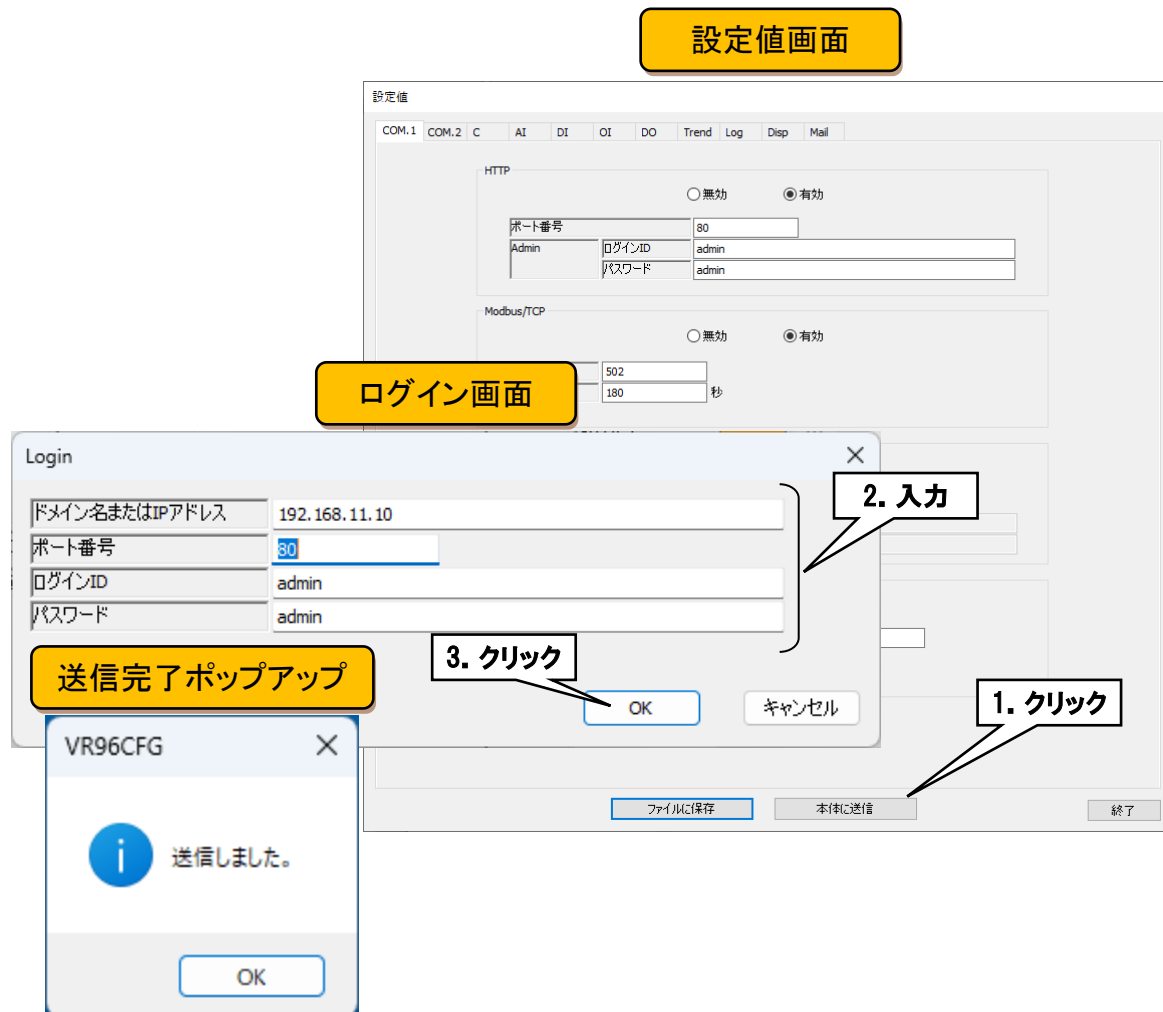 設定値画面
設定値
COM.1 COM.2 C AI DI OI DO Trend Log Disp Mail
HTTP
無効 有効
ポート番号 80
Admin ログインID admin
パスワード admin
Modbus/TCP
無効 有効
502
180 秒
ログイン画面
Login
ドメイン名またはIPアドレス 192.168.11.10
ポート番号 80
ログインID admin
パスワード admin
2. 入力
3. クリック
OK キャンセル
1. クリック
送信完了ポップアップ
VR96CFG
送信しました。
OK
ファイルに保存 本体に送信 終了